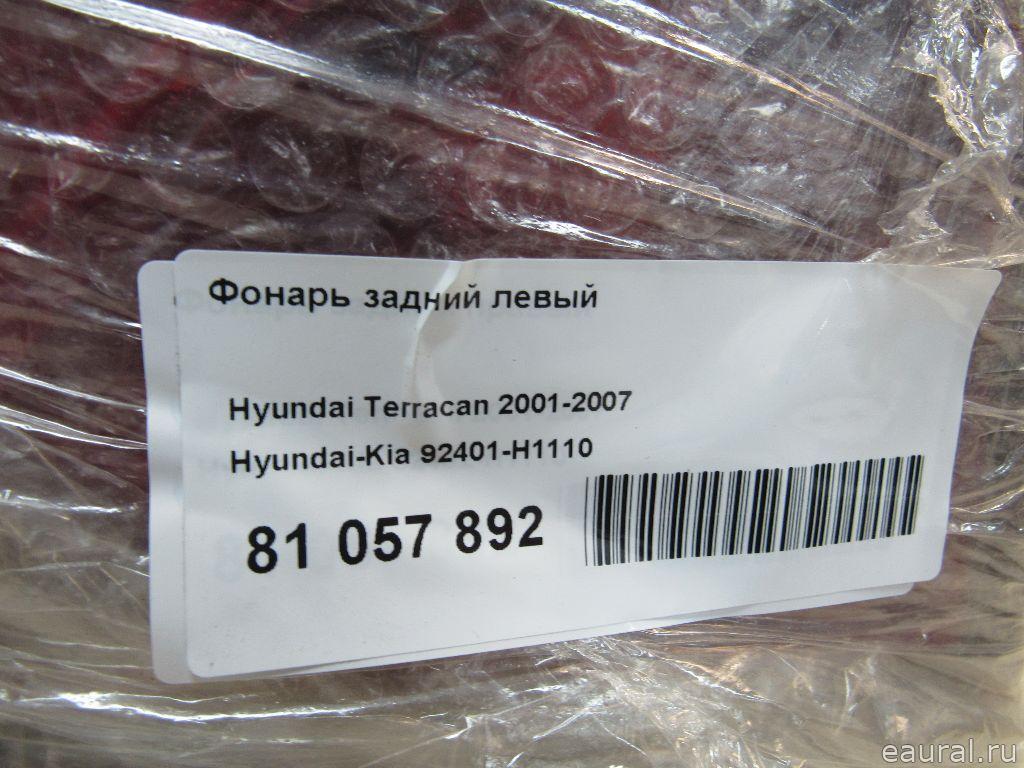 Фонарь задний левый
Hyundai Terracan 2001-2007
Hyundai-Kia 92401-H1110
81 057 892
eaural.ru